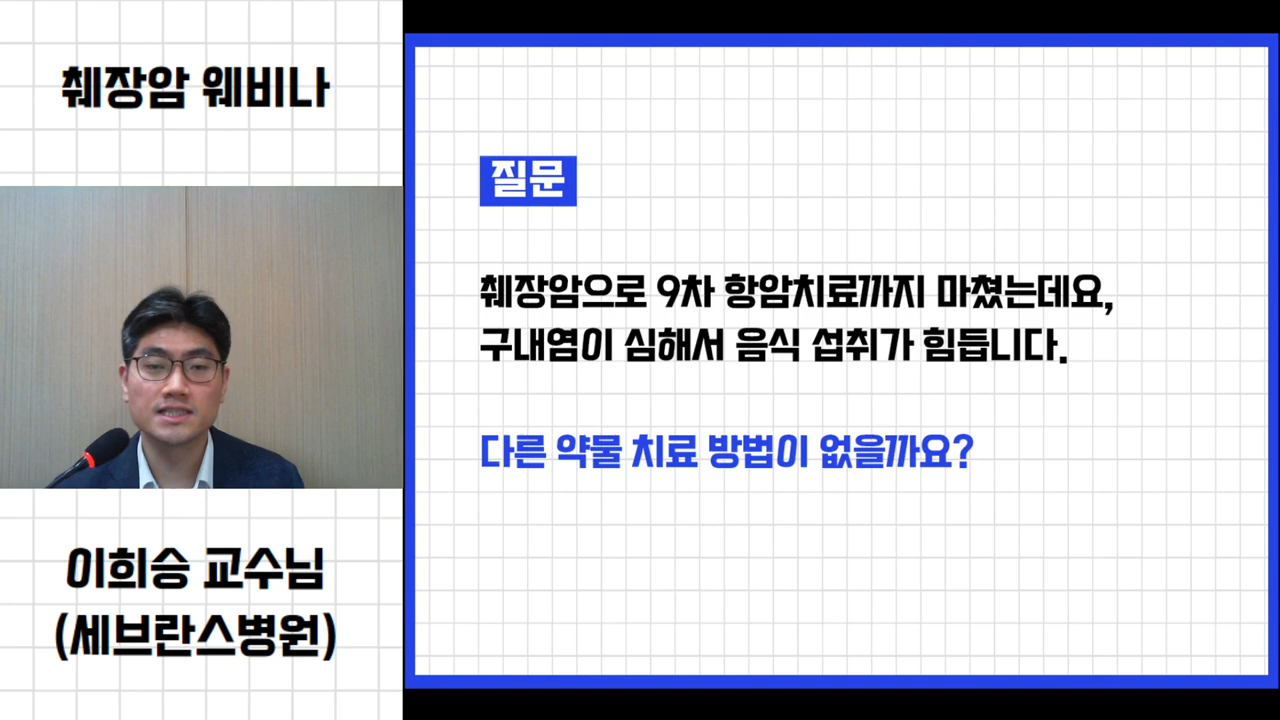 췌장암 웨비나
이희승 교수님
(세브란스병원)
질문
췌장암으로 9차 항암치료까지 마쳤는데요,
구내염이 심해서 음식 섭취가 힘듭니다.
다른 약물 치료 방법이 없을까요?